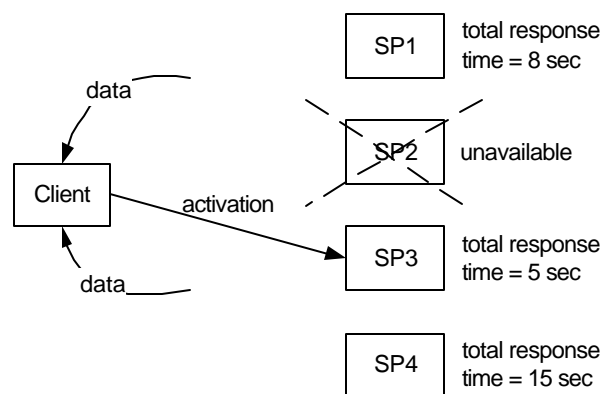 SP1
total response
time = 8 sec
data
SP2
unavailable
Client
activation
SP3
total response
time = 5 sec
data
SP4
total response
time = 15 sec